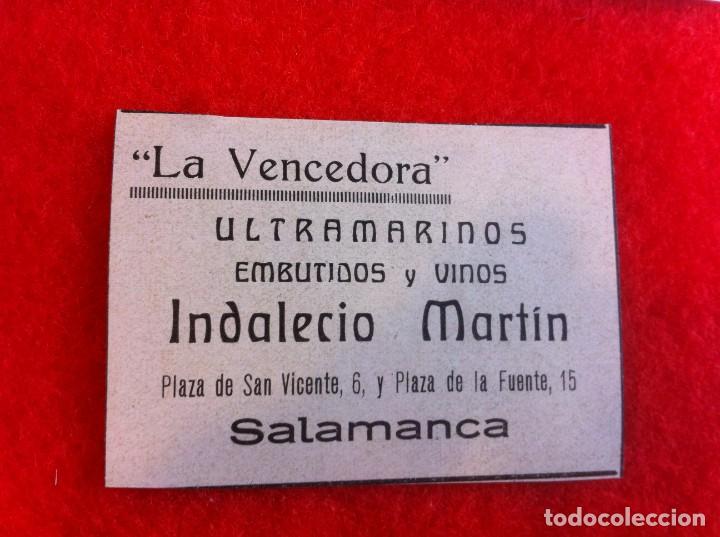 "La Vencedora"
ULTRAMARINOS
EMBUTIDOS y VINOS
Indalecio Martín
Plaza de San Vicente, 6, y Plaza de la Fuente, 15
Salamanca
todocoleccion